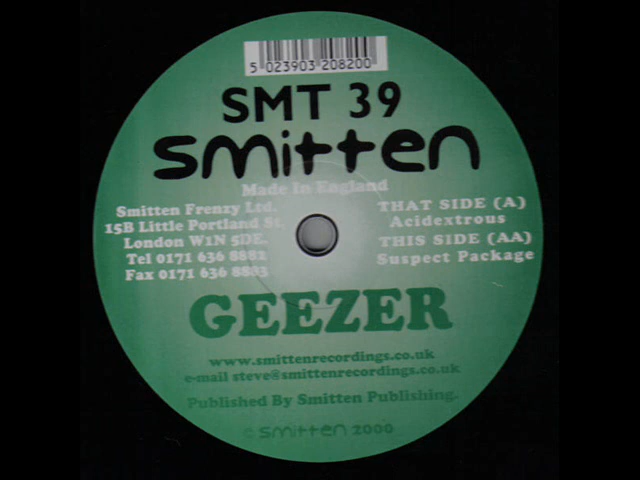 5 023903 208200
SMT 39
smitten
Made In England
Smitten Frenzy Ltd.
15B Little Portland St.
London W1N 5DE.
Tel 0171 636 8882
Fax 0171 636 8883
THAT SIDE (A)
Acidextrous
THIS SIDE (AA)
Suspect Package
GEEZER
www.smittenrecordings.co.uk
e-mail steve@smittenrecordings.co.uk
Published By Smitten Publishing.
© smitten 2000